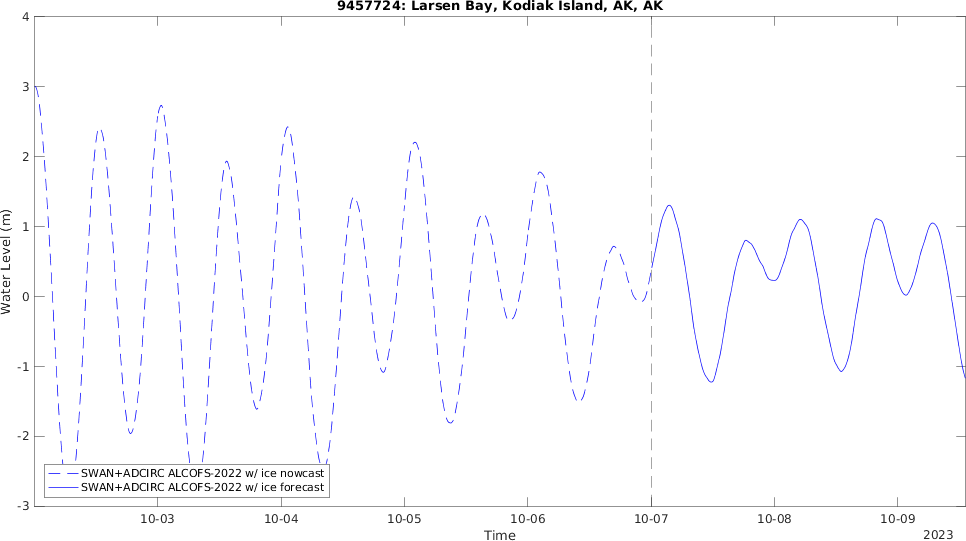 9457724: Larsen Bay, Kodiak Island, AK, AK
4
3
2
1
0
-1
-2
-3
Water Level (m)
SWAN+ADCIRC ALCOFS-2022 w/ ice nowcast
SWAN+ADCIRC ALCOFS-2022 w/ ice forecast
10-03 10-04 10-05 10-06 10-07 10-08 10-09
Time
2023